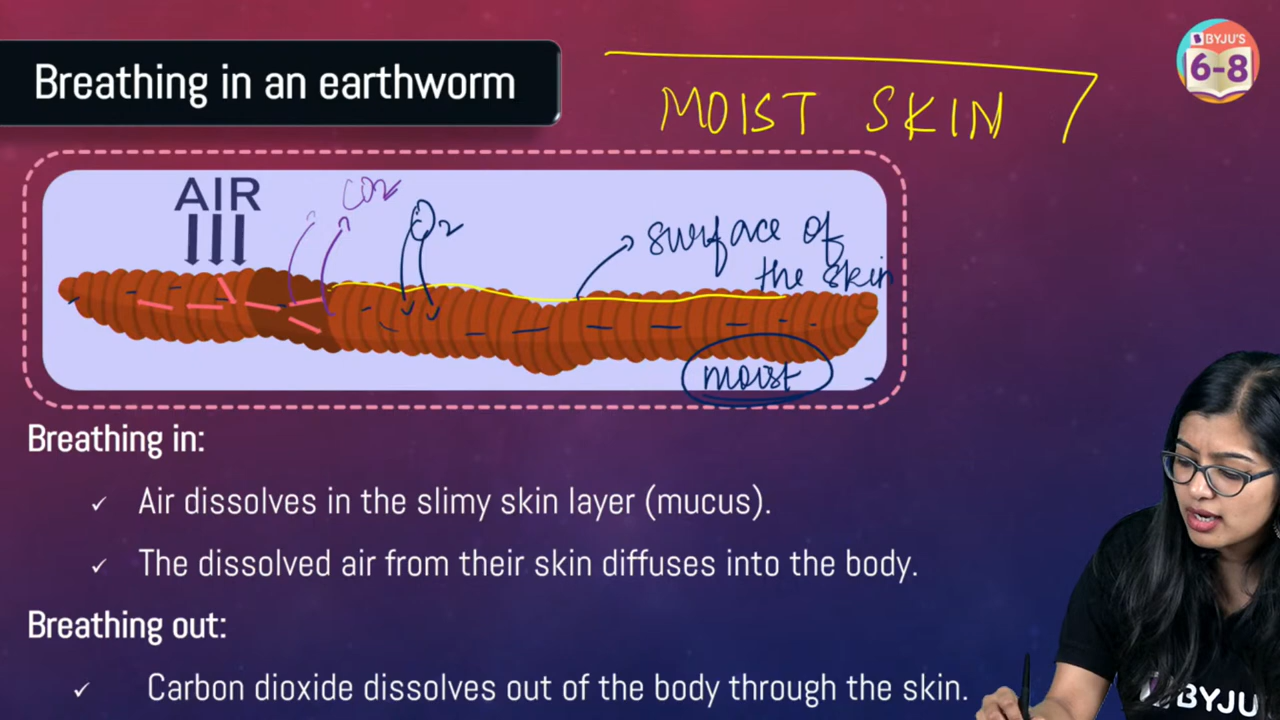 Breathing in an earthworm
MOIST SKIN
BYJU'S
6-8
AIR
CO2
O2
surface of
the skin
moist
Breathing in:
✓ Air dissolves in the slimy skin layer (mucus).
✓ The dissolved air from their skin diffuses into the body.
Breathing out:
✓ Carbon dioxide dissolves out of the body through the skin.
BYJU